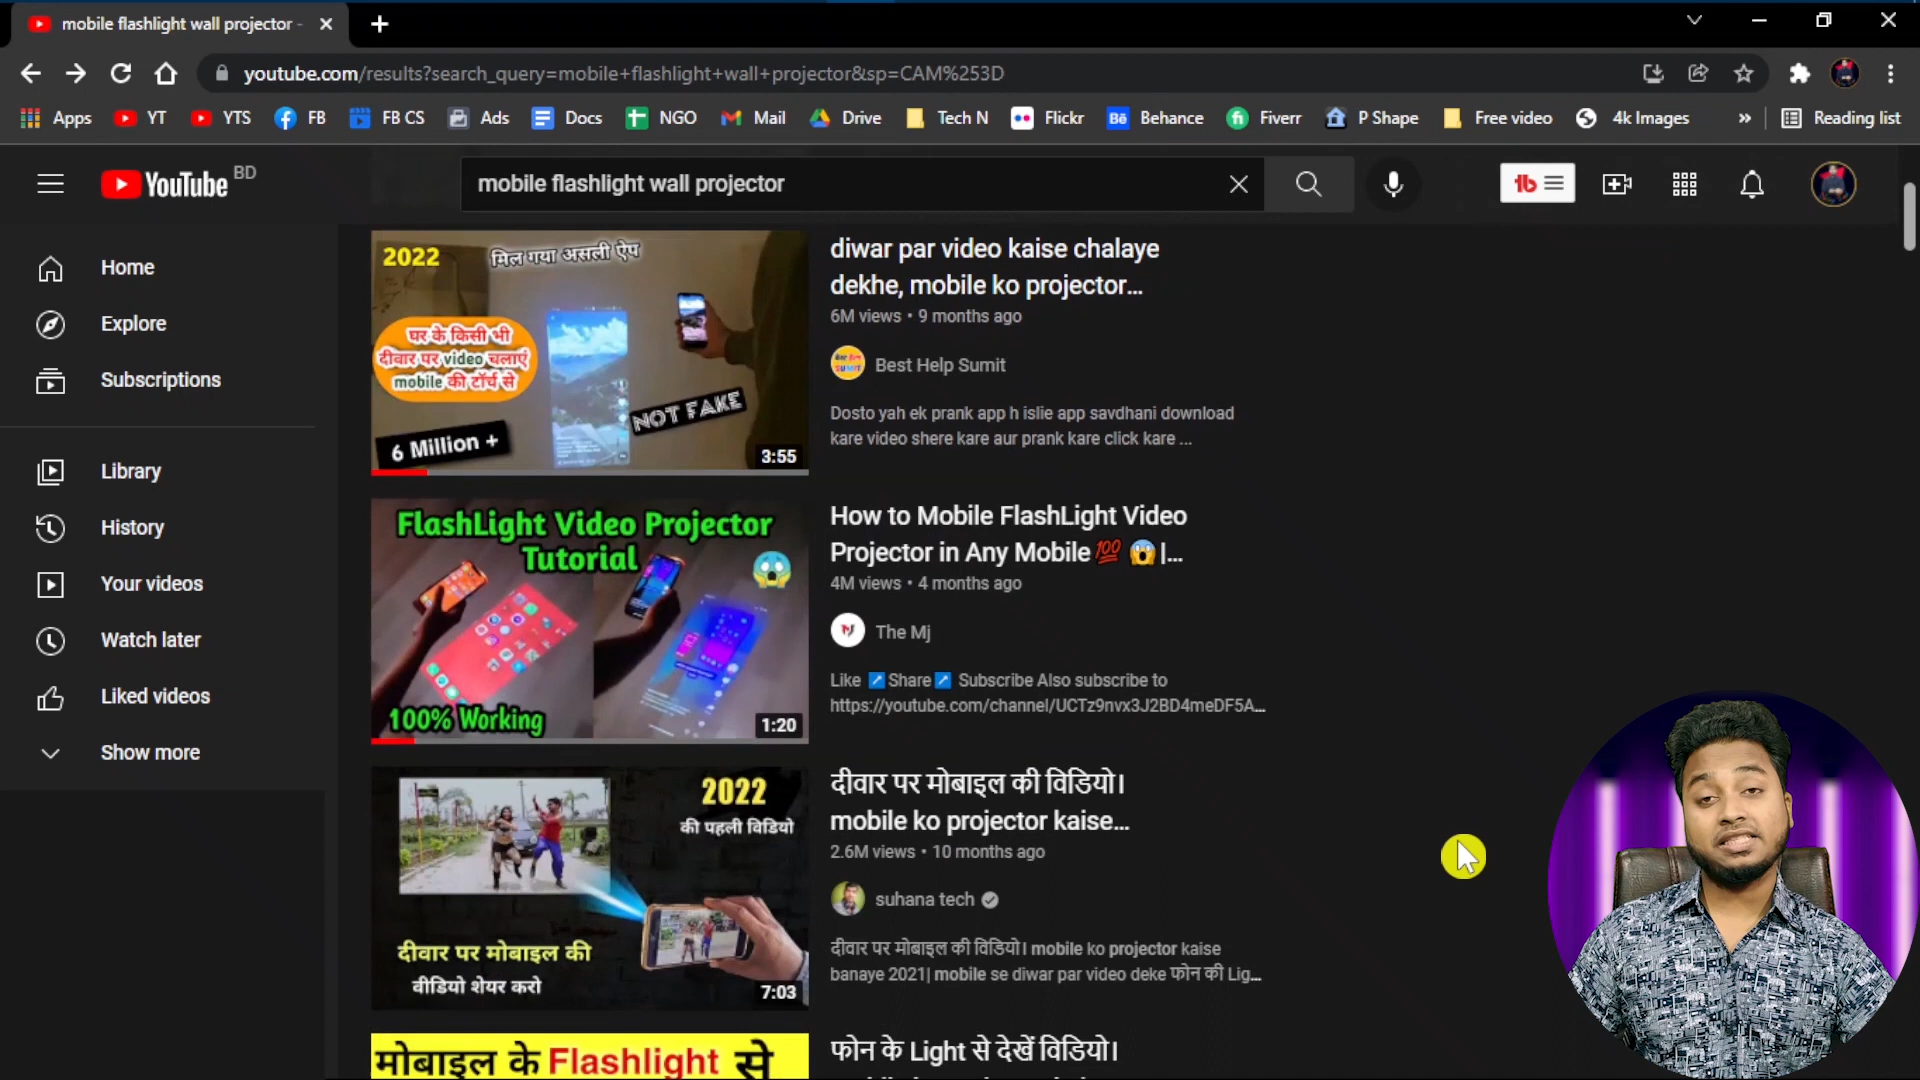 mobile flashlight wall projector -
youtube.com/results?search_query=mobile+flashlight+wall+projector&sp=CAM%253D
Apps YT YTS FB FB CS Ads Docs NGO Mail Drive Tech N Flickr Behance Fiverr P Shape Free video 4k Images » Reading list
YouTube BD
mobile flashlight wall projector
Home
Explore
Subscriptions
Library
History
Your videos
Watch later
Liked videos
Show more
2022
मिल गया असली ऐप
घर के किसी भी
दीवार पर video चलाएं
mobile की टॉर्च से
NOT FAKE
6 Million +
3:55
diwar par video kaise chalaye
dekhe, mobile ko projector...
6M views • 9 months ago
Best Help Sumit
Dosto yah ek prank app h islie app savdhani download
kare video shere kare aur prank kare click kare ...
FlashLight Video Projector
Tutorial
100% Working
1:20
How to Mobile FlashLight Video
Projector in Any Mobile💯 😱|...
4M views • 4 months ago
The Mj
Like ↗️Share↗️ Subscribe Also subscribe to
https://youtube.com/channel/UCTz9nvx3J2BD4meDF5A...
2022
की पहली विडियो
दीवार पर मोबाइल की
वीडियो शेयर करो
7:03
दीवार पर मोबाइल की विडियो।
mobile ko projector kaise...
2.6M views • 10 months ago
suhana tech
दीवार पर मोबाइल की विडियो। mobile ko projector kaise
banaye 2021| mobile se diwar par video deke फोन की Lig...
मोबाइल के Flashlight से
फोन के Light से देखें विडियो।